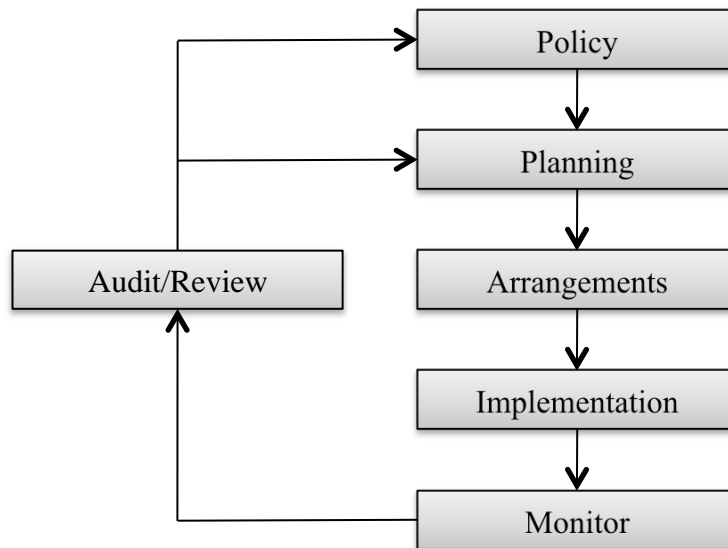 Policy
Planning
Audit/Review
Arrangements
Implementation
Monitor